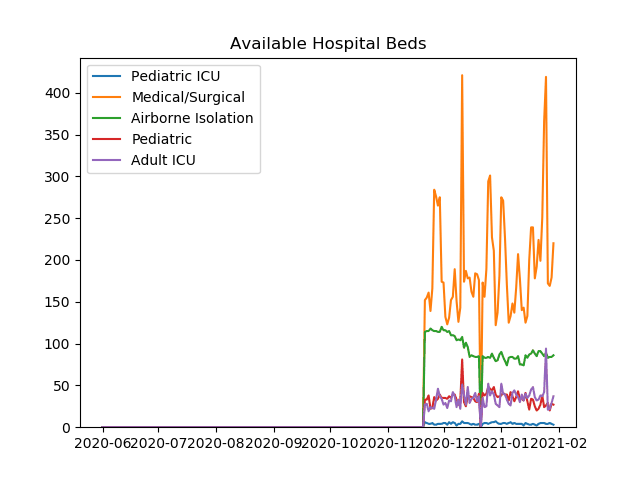 Available Hospital Beds
Pediatric ICU
Medical/Surgical
Airborne Isolation
Pediatric
Adult ICU
400
350
300
250
200
150
100
50
0
2020-06 2020-07 2020-08 2020-09 2020-10 2020-11 2020-12 2021-01 2021-02